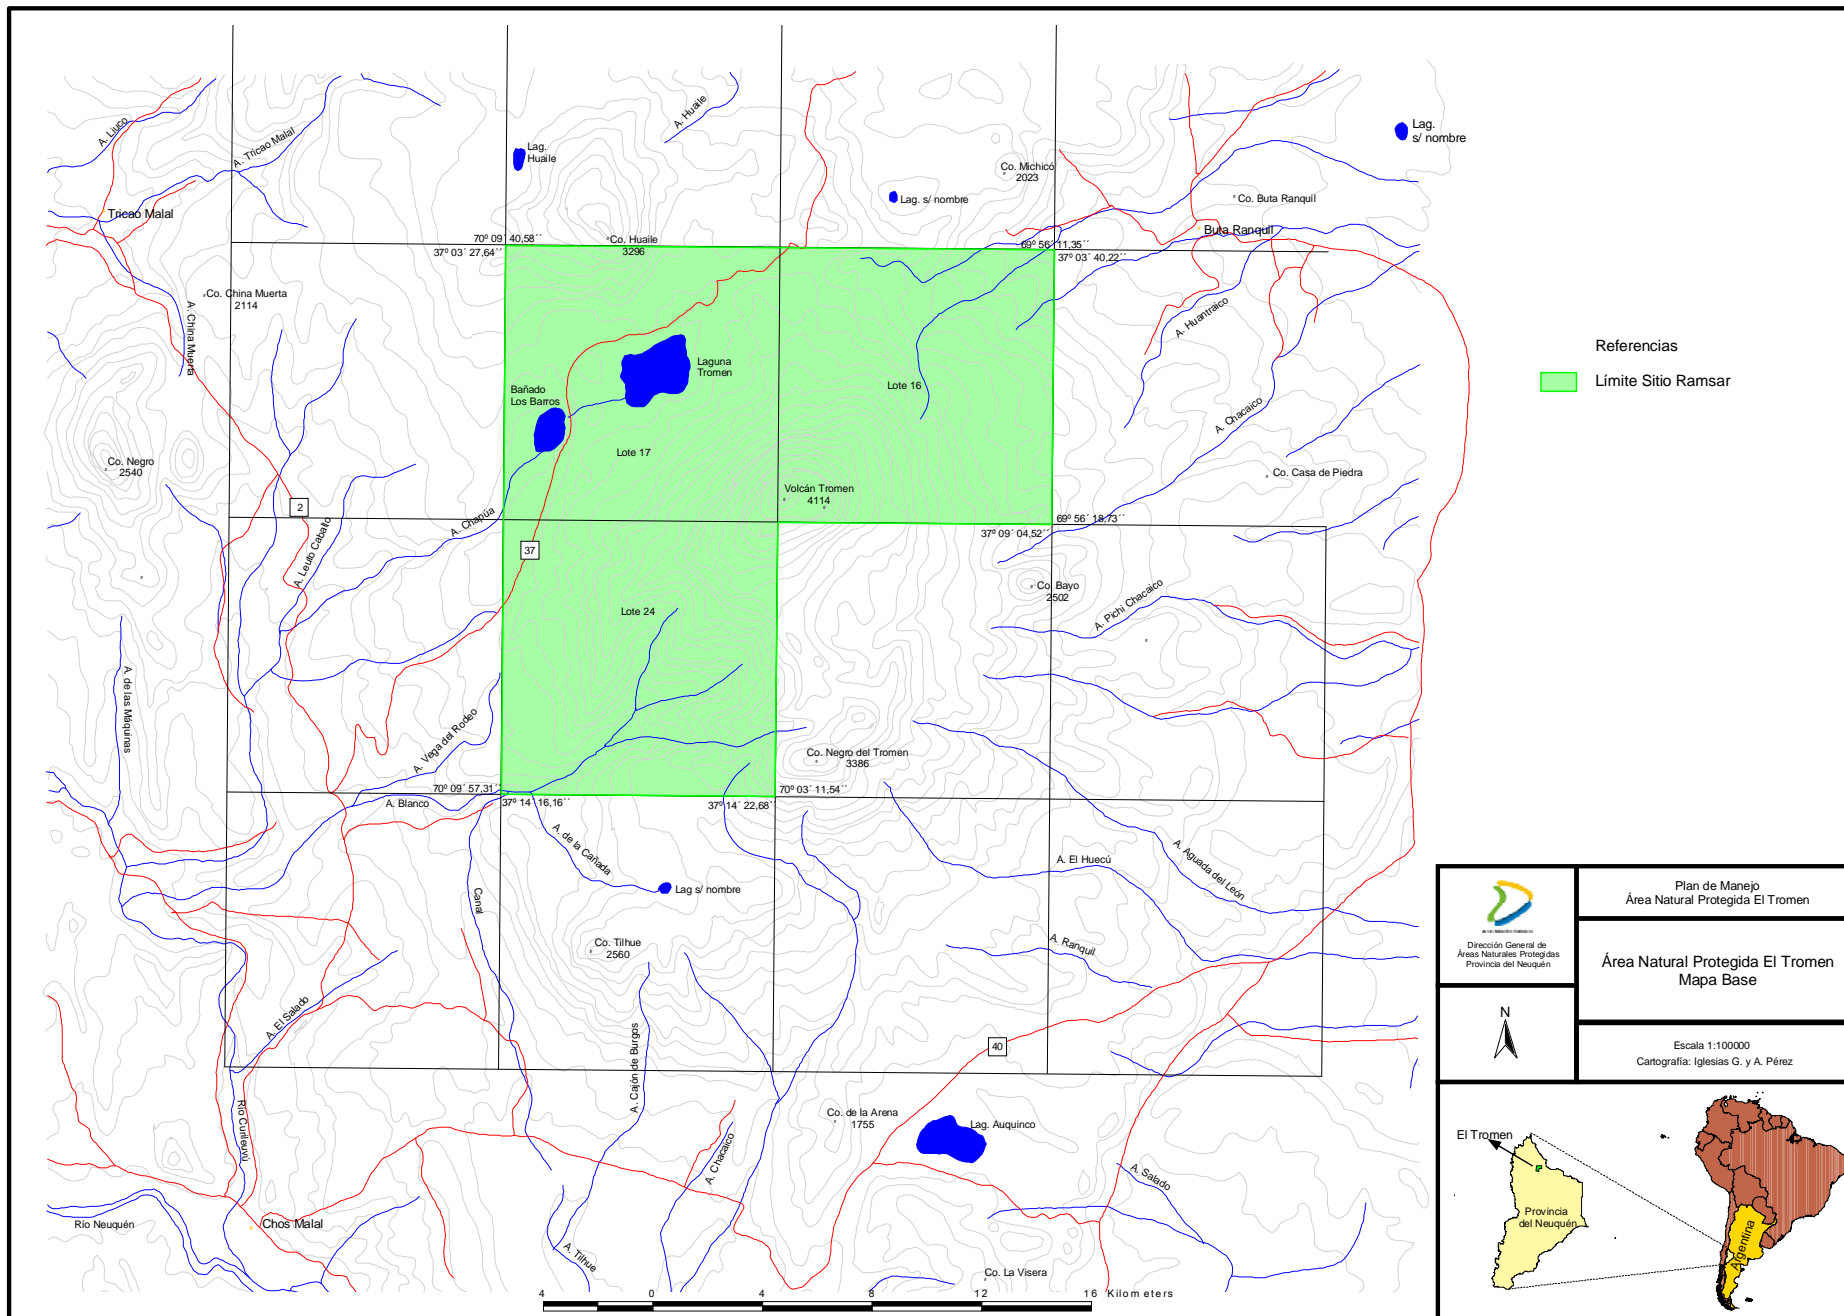 A. Liuco
A. Tricao Malal
Tricao Malal
Lag.
Huaile
A. Huaile
Lag. s/ nombre
Co. Michicó
2023
Lag.
s/ nombre
Co. Buta Ranquil
Buta Ranquil
70º 09´ 40,58´´
37º 03´ 27,64´´
Co. Huaile
3296
69º 56´ 11,35´´
37º 03´ 40,22´´
Co. China Muerta
2114
A. China Muerta
A. Huantraico
Laguna
Tromen
Bañado
Los Barros
Lote 16
Lote 17
A. Chacaico
Co. Negro
2540
Co. Casa de Piedra
Volcán Tromen
4114
2
A. Leuto Caballo
A. Chapúa
37
69º 56´ 18,73´´
37º 09´ 04,52´´
Co. Bayo
2502
A. Pichi Chacaico
Lote 24
A. de las Máquinas
A. Vega del Rodeo
Co. Negro del Tromen
3386
70º 09´ 57,31´´
37º 14´ 16,16´´
37º 14´ 22,68´´
70º 03´ 11,54´´
A. Blanco
A. de la Cañada
Lag s/ nombre
A. El Huecú
A. Aguada del León
Canal
Co. Tilhue
2560
A. Ranquil
A. El Salado
A. Cajón de Burgos
40
Río Curileuvú
Co. de la Arena
1755
Lag. Auquinco
A. Chacaico
A. Salado
Río Neuquén
Chos Malal
A. Tilhue
Co. La Visera
4 0 4 8 12 16 Kilometers
Referencias
Límite Sitio Ramsar
Dirección General de
Áreas Naturales Protegidas
Provincia del Neuquén
Plan de Manejo
Área Natural Protegida El Tromen
Área Natural Protegida El Tromen
Mapa Base
N
Escala 1:100000
Cartografía: Iglesias G. y A. Pérez
El Tromen
Provincia
del Neuquén
Argentina